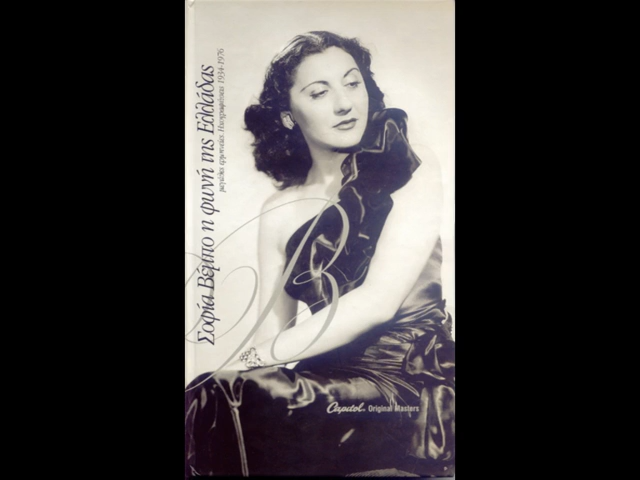 Σοφία Βέμπο η φωνή της Ελλάδας
μεγάλες ερμηνείες. Ηχογραφήσεις 1934-1976
B
Capitol Original Masters